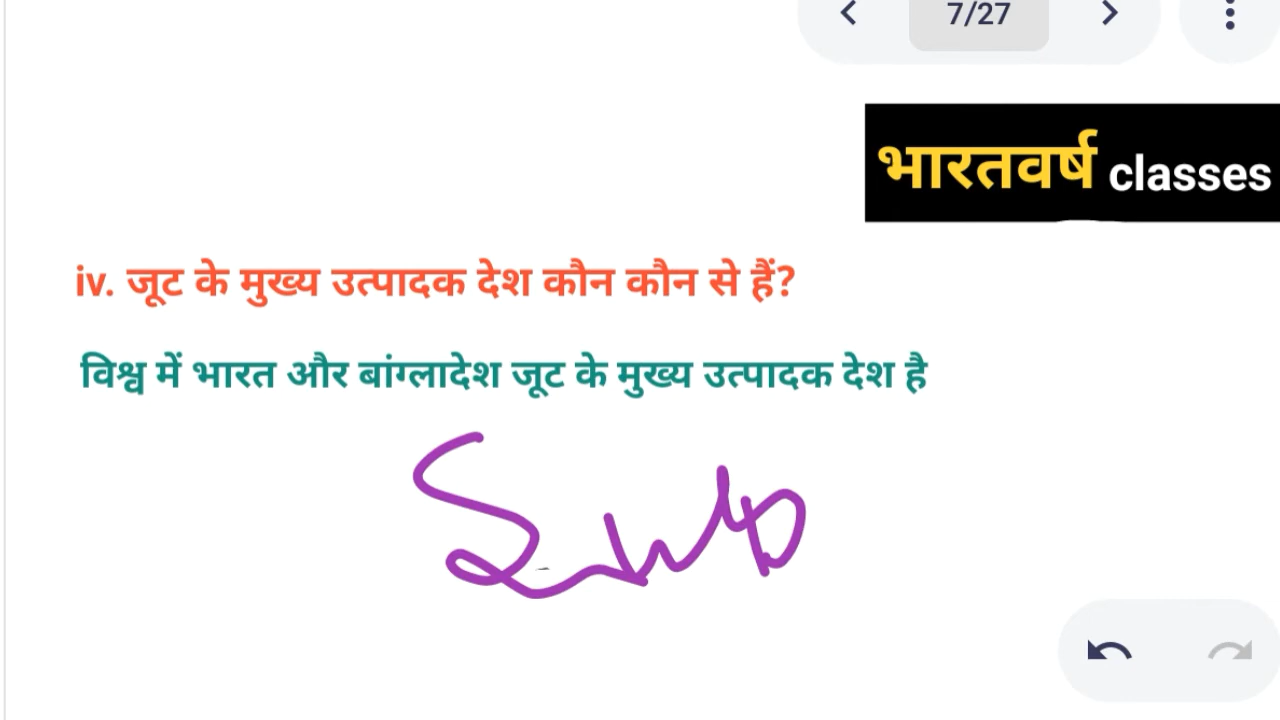 7/27
भारतवर्ष classes
iv. जूट के मुख्य उत्पादक देश कौन कौन से हैं?
विश्व में भारत और बांग्लादेश जूट के मुख्य उत्पादक देश है